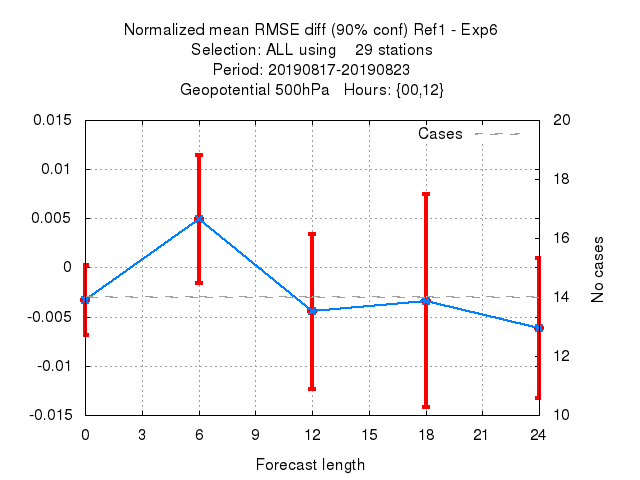 Normalized mean RMSE diff (90% conf) Ref1 - Exp6
Selection: ALL using    29 stations
Period: 20190817-20190823
Geopotential 500hPa   Hours: {00,12}
0.015
0.01
0.005
0
-0.005
-0.01
-0.015
Cases
20
18
16
14
12
10
No cases
0 3 6 9 12 15 18 21 24
Forecast length